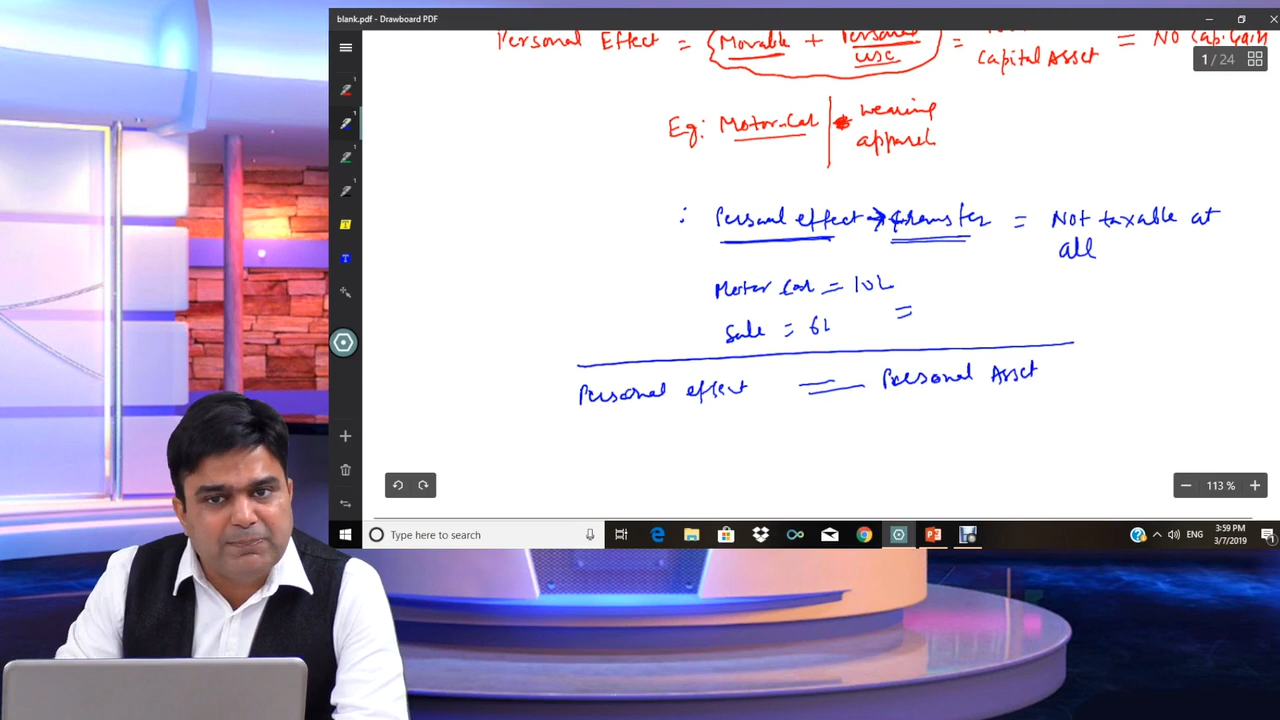 blank.pdf - Drawboard PDF
Personal Effect = (Movable + Personal use) = Capital Asset = No Cap. Gain
1 / 24
Eg: Motor-Car | wearing apparel
∴ Personal effect → transfer = Not taxable at all
Motor Car = 10L
Sale = 6L =
Personal effect = Personal Asset
113 %
Type here to search
ENG
3:59 PM
3/7/2019